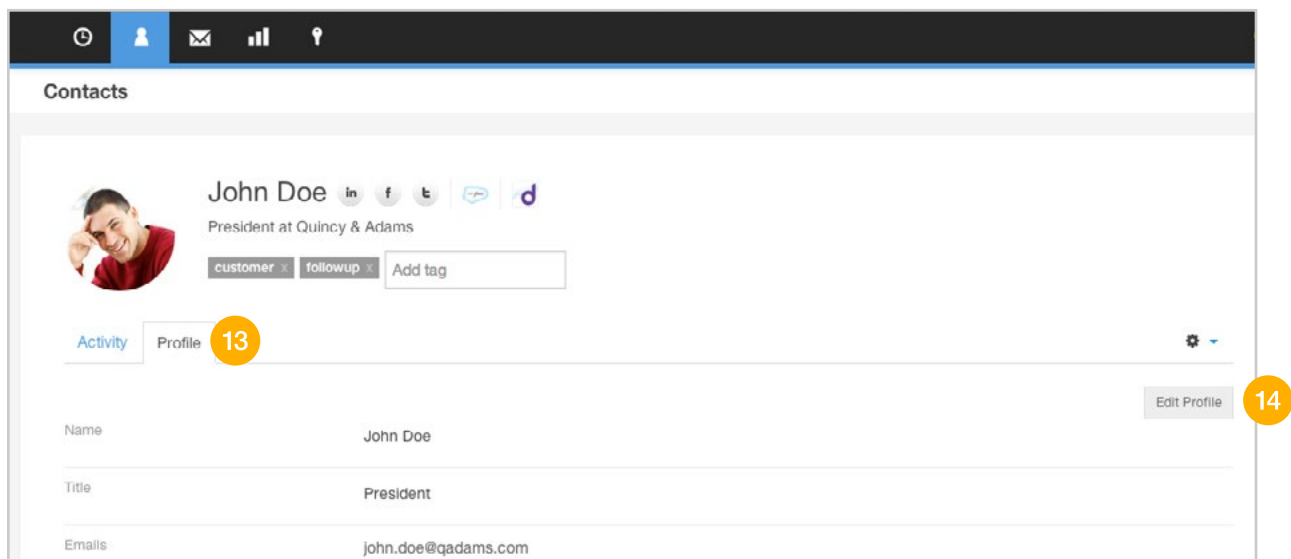 Contacts
John Doe in f t d
President at Quincy & Adams
customer x followup x Add tag
Activity Profile 13
Edit Profile 14
Name John Doe
Title President
Emails john.doe@qadams.com